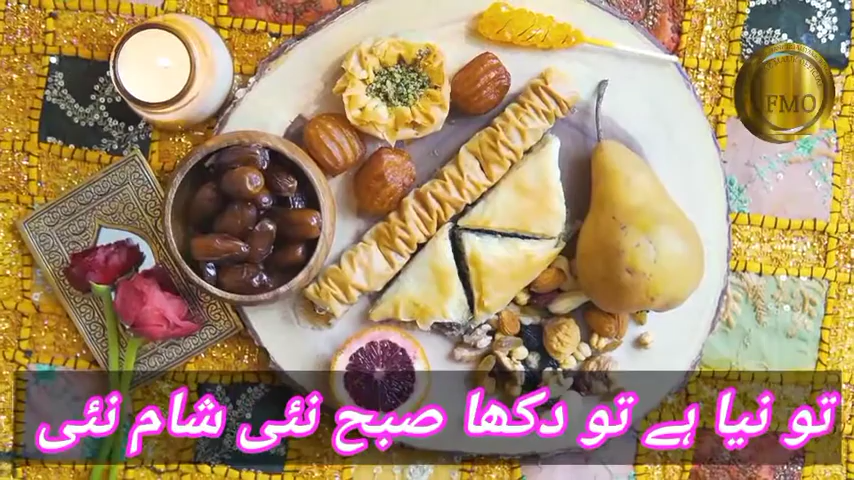 FMO
تو نیا ہے تو دکھا صبح نئی شام نئی